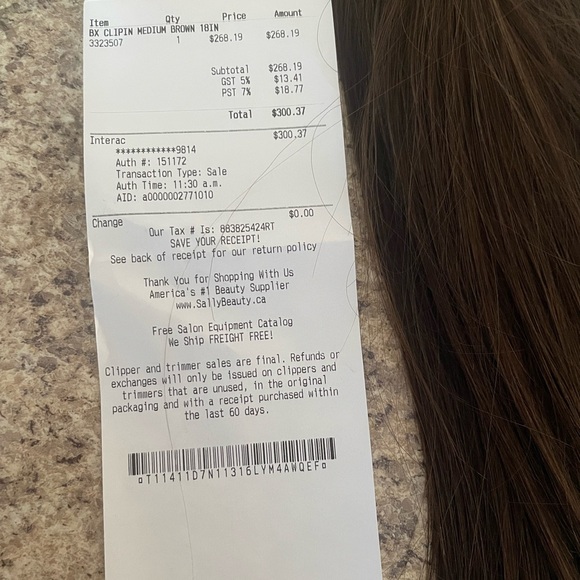 Item Qty Price Amount
BX CLIPIN MEDIUM BROWN 18IN
3323507 1 $268.19 $268.19
Subtotal $268.19
GST 5% $13.41
PST 7% $18.77
Total $300.37
Interac $300.37
************9814
Auth #: 151172
Transaction Type: Sale
Auth Time: 11:30 a.m.
AID: a0000002771010
Change $0.00
Our Tax # Is: 883825424RT
SAVE YOUR RECEIPT!
See back of receipt for our return policy
Thank You for Shopping With Us
America's #1 Beauty Supplier
www.SallyBeauty.ca
Free Salon Equipment Catalog
We Ship FREIGHT FREE!
Clipper and trimmer sales are final. Refunds or
exchanges will only be issued on clippers and
trimmers that are unused, in the original
packaging and with a receipt purchased within
the last 60 days.
¤T11411D7N11316LYM4AWQEF¤